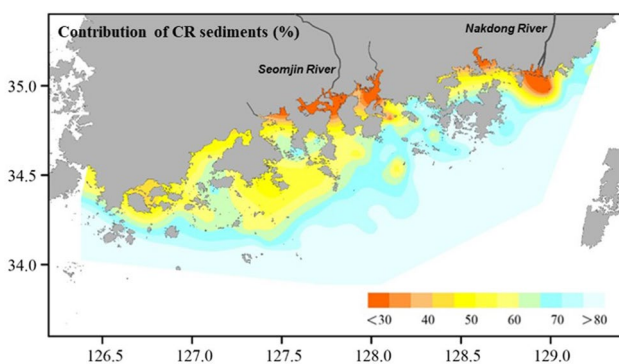 Contribution of CR sediments (%)
Nakdong River
Seomjin River
35.0
34.5
34.0
<30 40 50 60 70 >80
126.5 127.0 127.5 128.0 128.5 129.0